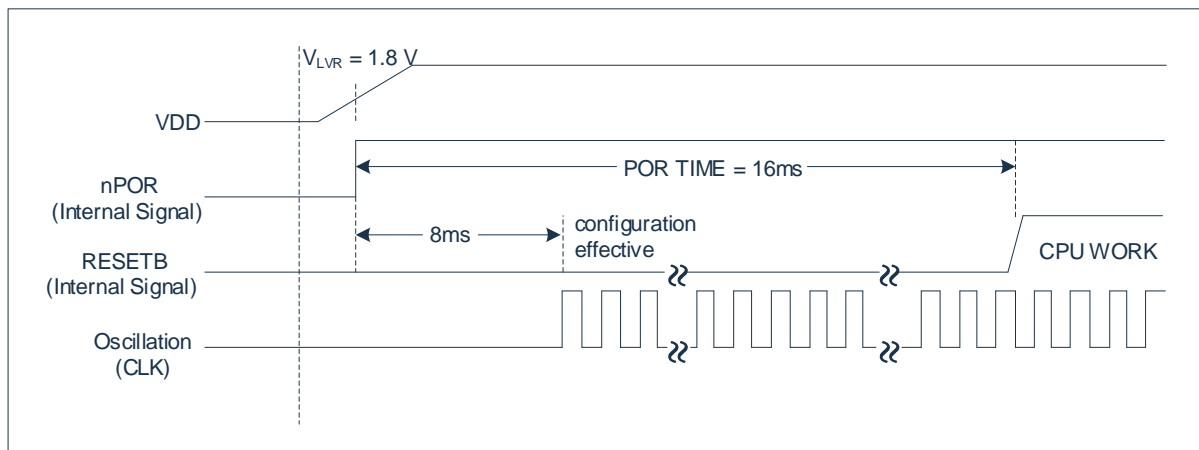 V_LVR = 1.8 V
VDD
nPOR
(Internal Signal)
POR TIME = 16ms
8ms
configuration
effective
RESETB
(Internal Signal)
CPU WORK
Oscillation
(CLK)